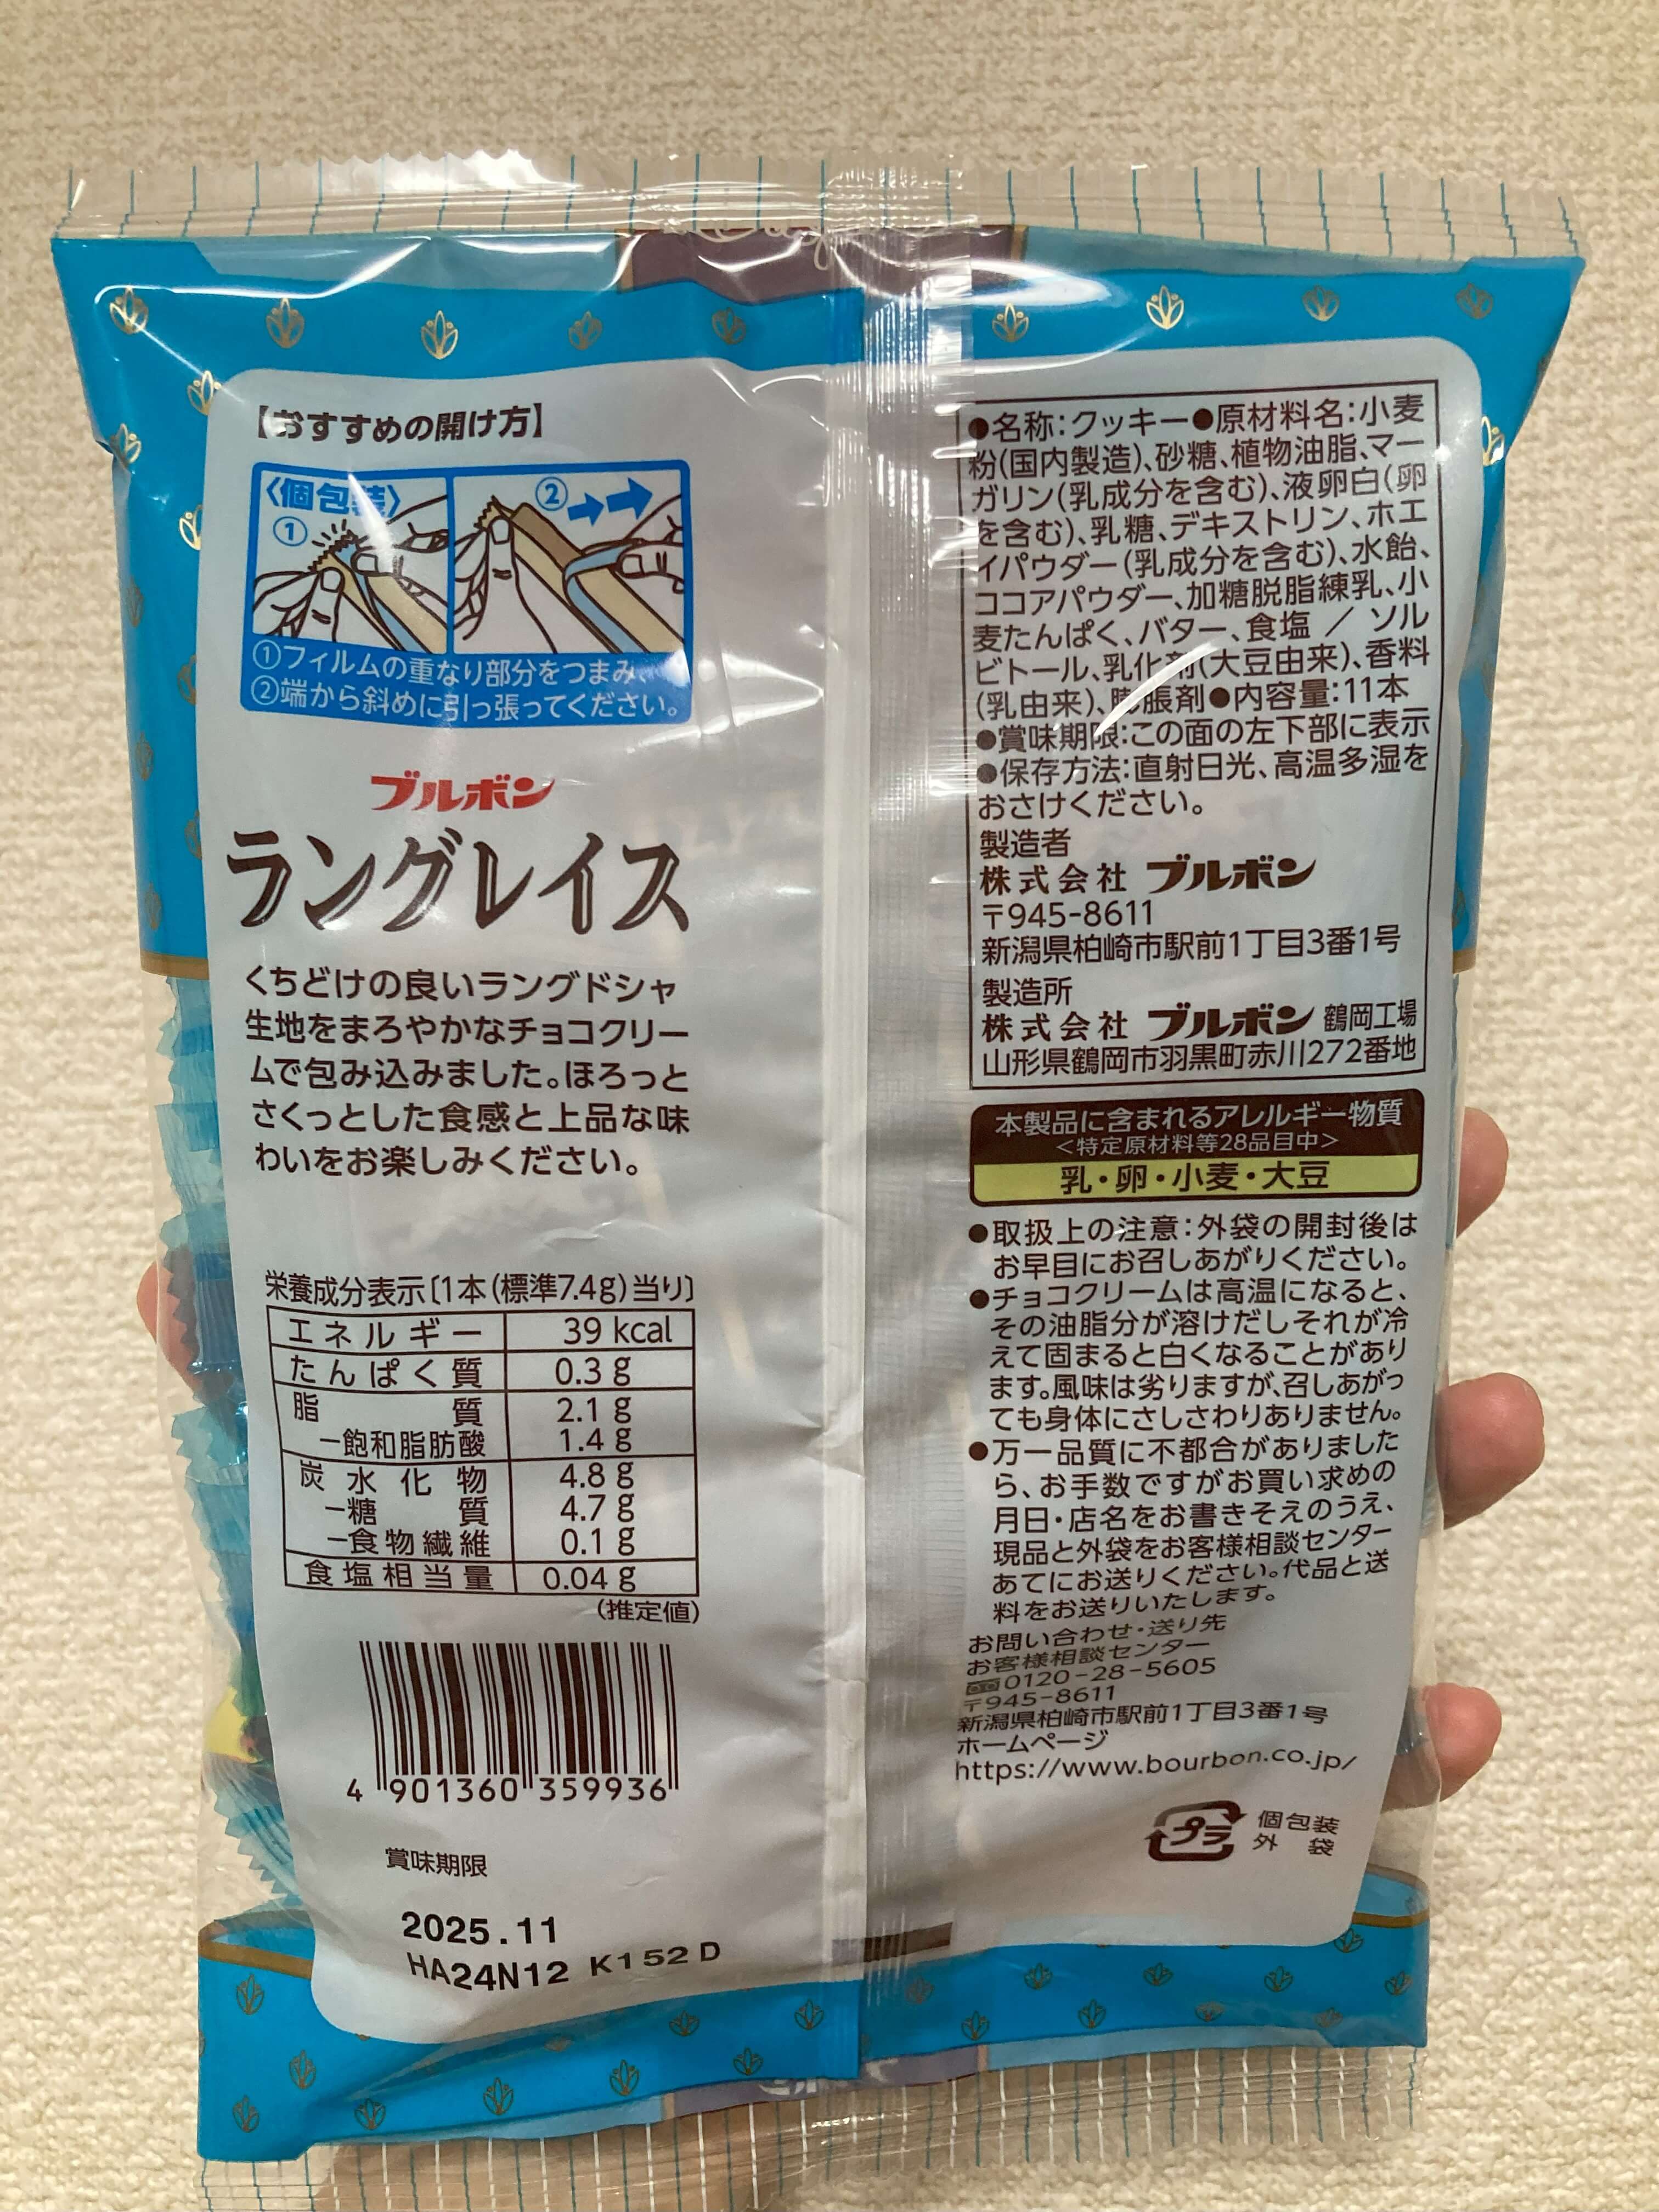 【おすすめの開け方】
〈個包装〉
①
②
①フィルムの重なり部分をつまみ、
②端から斜めに引っ張ってください。
ブルボン
ラングレイス
くちどけの良いラングドシャ
生地をまろやかなチョコクリー
ムで包み込みました。ほろっと
さくっとした食感と上品な味
わいをお楽しみください。
栄養成分表示〔1本(標準7.4g)当り〕
エネルギー 39 kcal
たんぱく質 0.3 g
脂質 2.1 g
−飽和脂肪酸 1.4 g
炭水化物 4.8 g
−糖質 4.7 g
−食物繊維 0.1 g
食塩相当量 0.04 g
(推定値)
4 901360 359936
賞味期限
2025.11
HA24N12 K152 D
●名称:クッキー●原材料名:小麦
粉(国内製造)、砂糖、植物油脂、マー
ガリン(乳成分を含む)、液卵白(卵
を含む)、乳糖、デキストリン、ホエ
イパウダー(乳成分を含む)、水飴、
ココアパウダー、加糖脱脂練乳、小
麦たんぱく、バター、食塩 / ソル
ビトール、乳化剤(大豆由来)、香料
(乳由来)、膨脹剤●内容量:11本
●賞味期限:この面の左下部に表示
●保存方法:直射日光、高温多湿を
おさけください。
製造者
株式会社 ブルボン
〒945-8611
新潟県柏崎市駅前1丁目3番1号
製造所
株式会社 ブルボン 鶴岡工場
山形県鶴岡市羽黒町赤川272番地
本製品に含まれるアレルギー物質
<特定原材料等28品目中>
乳・卵・小麦・大豆
●取扱上の注意:外袋の開封後は
お早目にお召しあがりください。
●チョコクリームは高温になると、
その油脂分が溶けだしそれが冷
えて固まると白くなることがあり
ます。風味は劣りますが、召しあがっ
ても身体にさしさわりありません。
●万一品質に不都合がありました
ら、お手数ですがお買い求めの
月日・店名をお書きそえのうえ、
現品と外袋をお客様相談センター
あてにお送りください。代品と送
料をお送りいたします。
お問い合わせ・送り先
お客様相談センター
0120-28-5605
〒945-8611
新潟県柏崎市駅前1丁目3番1号
ホームページ
https://www.bourbon.co.jp/
プラ
個包装
外袋